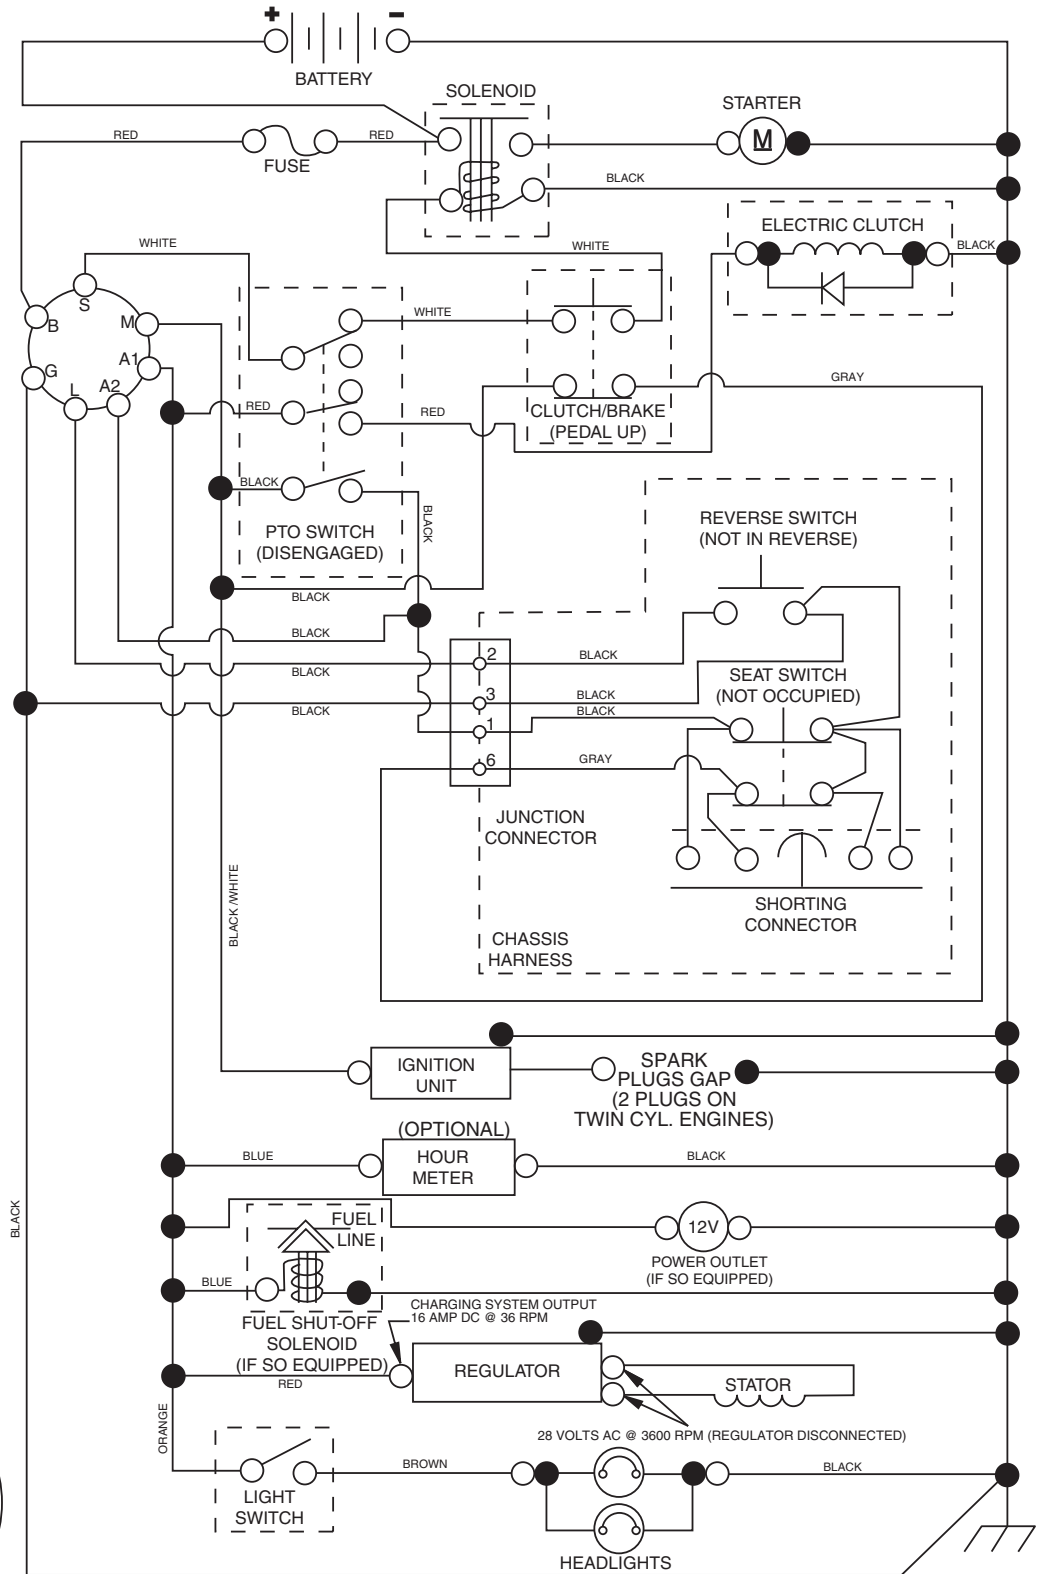 + -
BATTERY
SOLENOID
STARTER
RED
FUSE
RED
M
BLACK
ELECTRIC CLUTCH
BLACK
WHITE
WHITE
S
B
M
WHITE
A1
G
A2
L
RED
RED
GRAY
CLUTCH/BRAKE
(PEDAL UP)
BLACK
PTO SWITCH
(DISENGAGED)
BLACK
REVERSE SWITCH
(NOT IN REVERSE)
BLACK
BLACK
BLACK
2
BLACK
SEAT SWITCH
(NOT OCCUPIED)
BLACK
3
BLACK
BLACK
1
6
GRAY
JUNCTION
CONNECTOR
SHORTING
CONNECTOR
BLACK /WHITE
CHASSIS
HARNESS
IGNITION
UNIT
SPARK
PLUGS GAP
(2 PLUGS ON
TWIN CYL. ENGINES)
(OPTIONAL)
HOUR
METER
BLUE
BLACK
BLACK
FUEL
LINE
12V
POWER OUTLET
(IF SO EQUIPPED)
BLUE
FUEL SHUT-OFF
SOLENOID
(IF SO EQUIPPED)
CHARGING SYSTEM OUTPUT
16 AMP DC @ 36 RPM
RED
REGULATOR
STATOR
28 VOLTS AC @ 3600 RPM (REGULATOR DISCONNECTED)
ORANGE
LIGHT
SWITCH
BROWN
BLACK
HEADLIGHTS